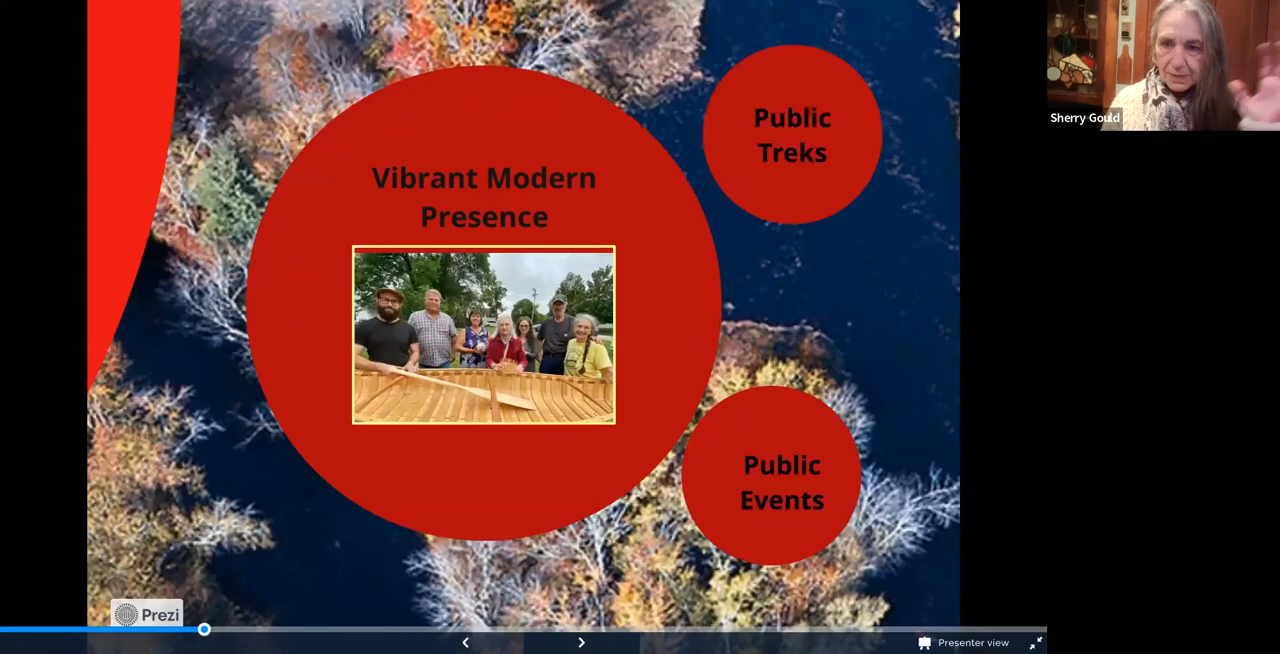 Vibrant Modern
Presence
Public
Treks
Public
Events
Sherry Gould
Prezi
Presenter view